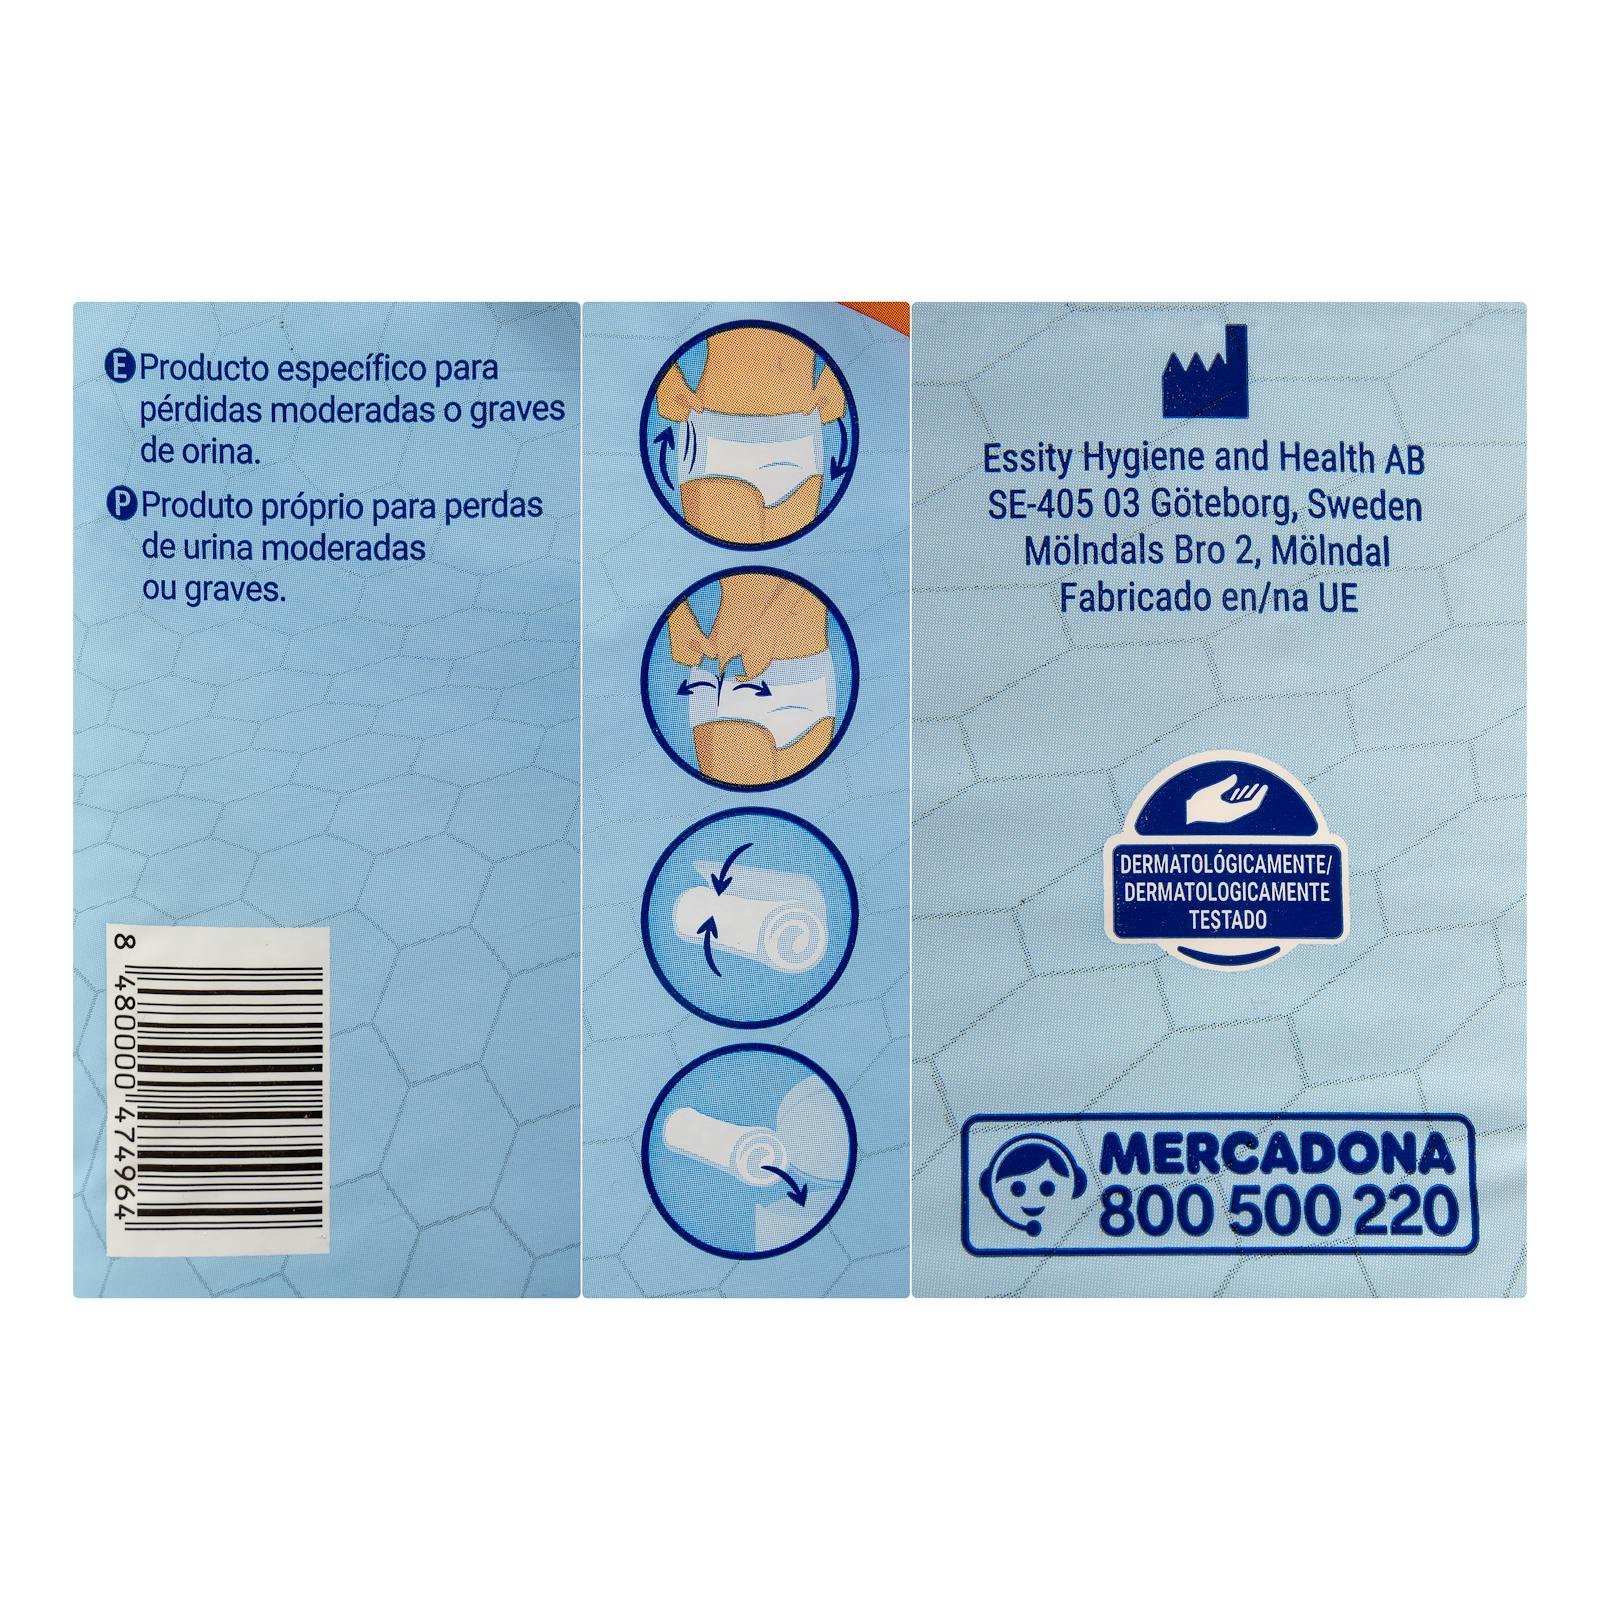 E Producto específico para
pérdidas moderadas o graves
de orina.
P Produto próprio para perdas
de urina moderadas
ou graves.
8 480000 474964
Essity Hygiene and Health AB
SE-405 03 Göteborg, Sweden
Mölndals Bro 2, Mölndal
Fabricado en/na UE
DERMATOLÓGICAMENTE/
DERMATOLOGICAMENTE
TESTADO
MERCADONA
800 500 220